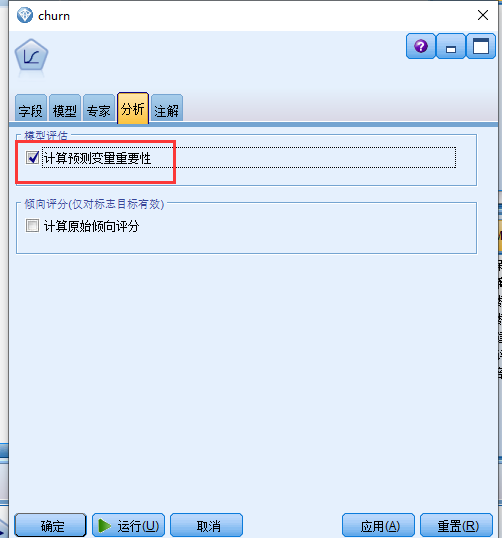 churn
字段 模型 专家 分析 注解
模型评估
计算预测变量重要性
倾向评分(仅对标志目标有效)
计算原始倾向评分
确定 运行(U) 取消 应用(A) 重置(R)